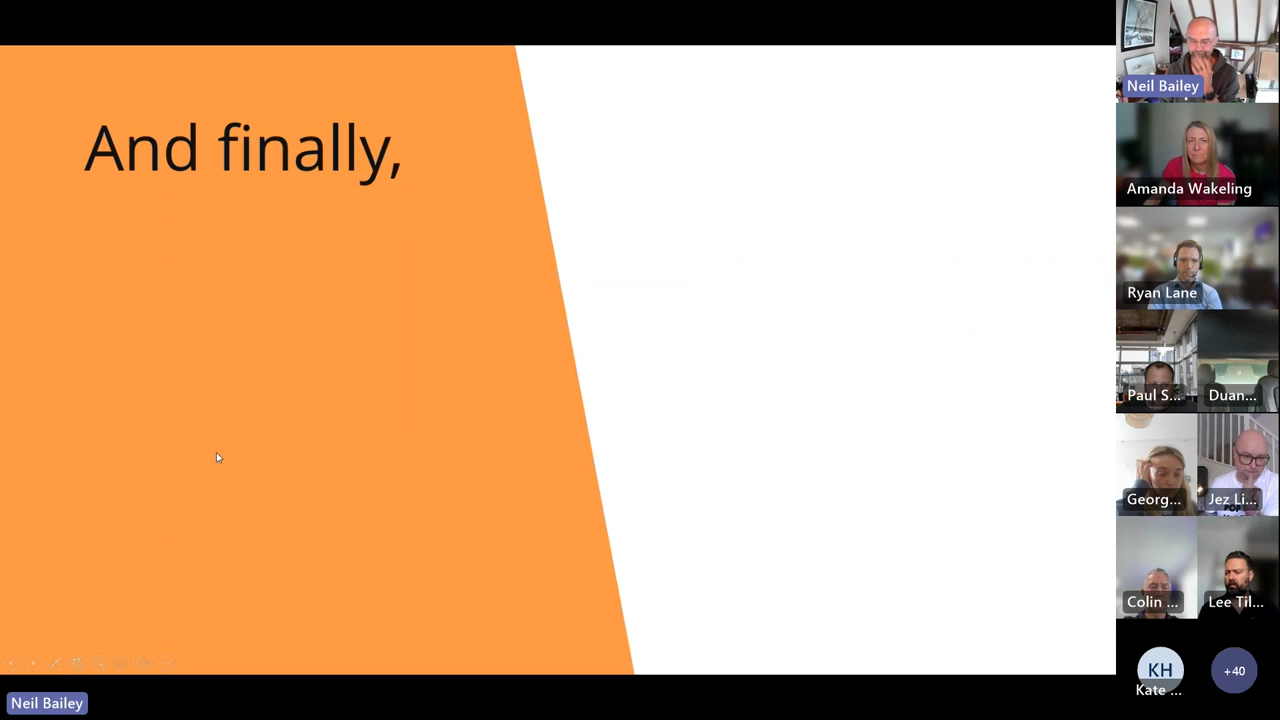 And finally,
Neil Bailey
Neil Bailey
Amanda Wakeling
Ryan Lane
Paul S...
Duan...
Georg...
Jez Li...
Colin ...
Lee Til...
KH
Kate ...
+40